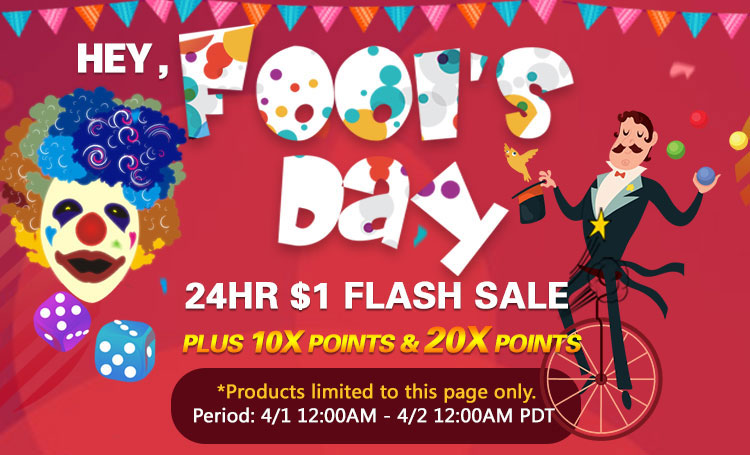 HEY, FOOl'S
Day
24HR $1 FLASH SALE
PLUS 10X POINTS & 20X POINTS
*Products limited to this page only.
Period: 4/1 12:00AM - 4/2 12:00AM PDT